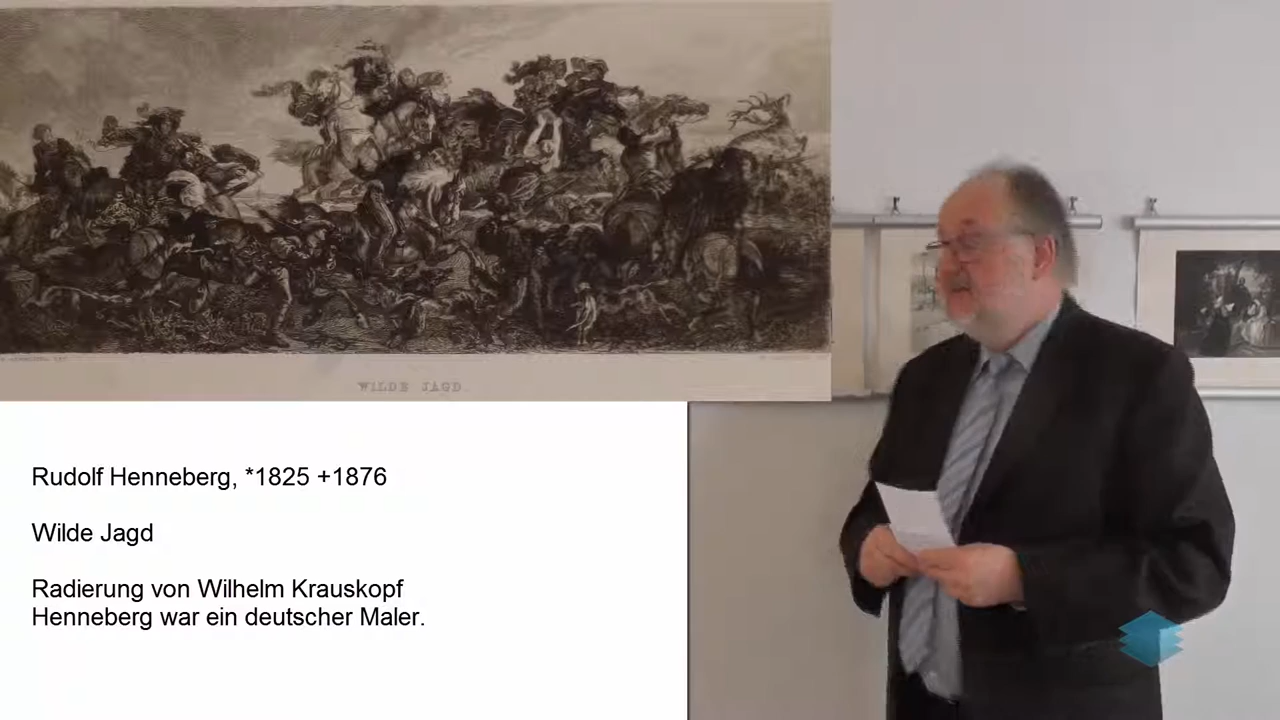 WILDE JAGD
Rudolf Henneberg, *1825 +1876
Wilde Jagd
Radierung von Wilhelm Krauskopf
Henneberg war ein deutscher Maler.